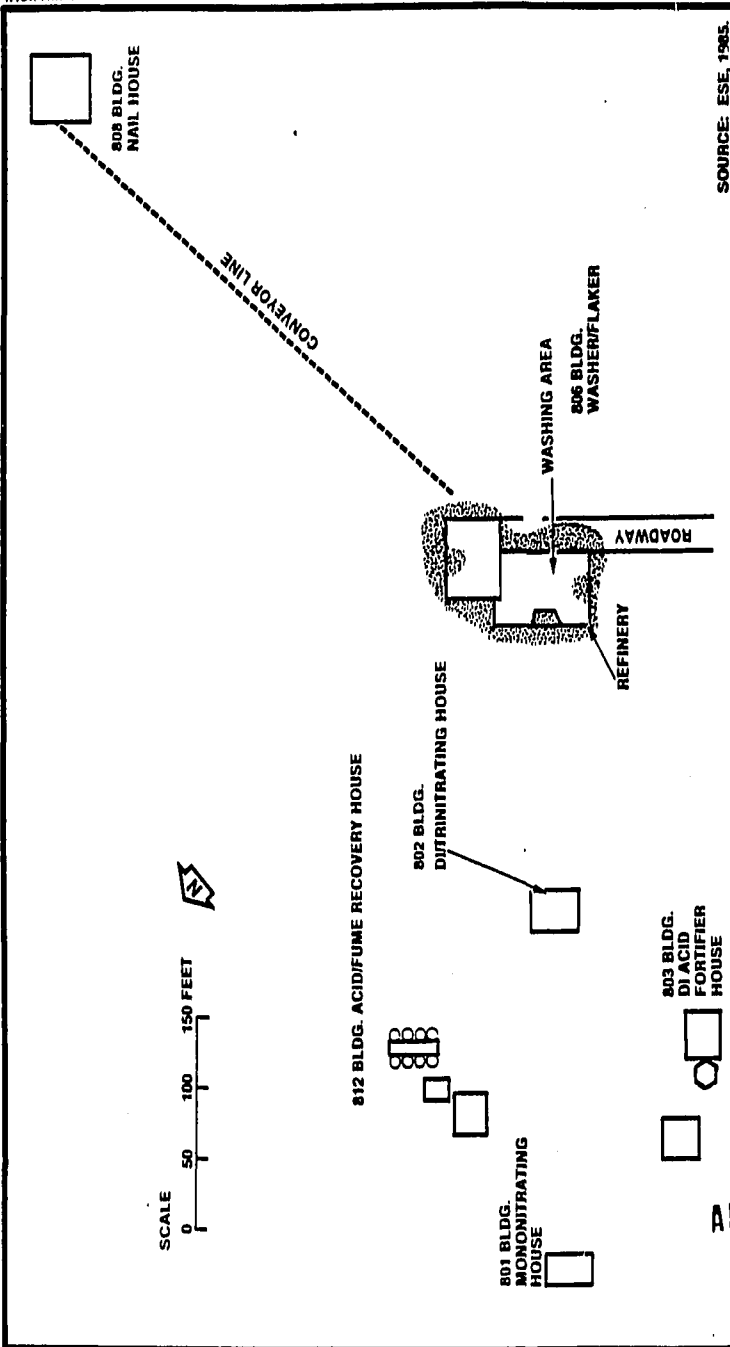 808 BLDG.
NAIL HOUSE
CONVEYOR LINE
SOURCE: ESE, 1985.
WASHING AREA
806 BLDG.
WASHER/FLAKER
ROADWAY
REFINERY
802 BLDG.
DI/TRINITRATING HOUSE
N
812 BLDG. ACID/FUME RECOVERY HOUSE
SCALE
0 50 100 150 FEET
803 BLDG.
DI ACID
FORTIFIER
HOUSE
801 BLDG.
MONONITRATING
HOUSE